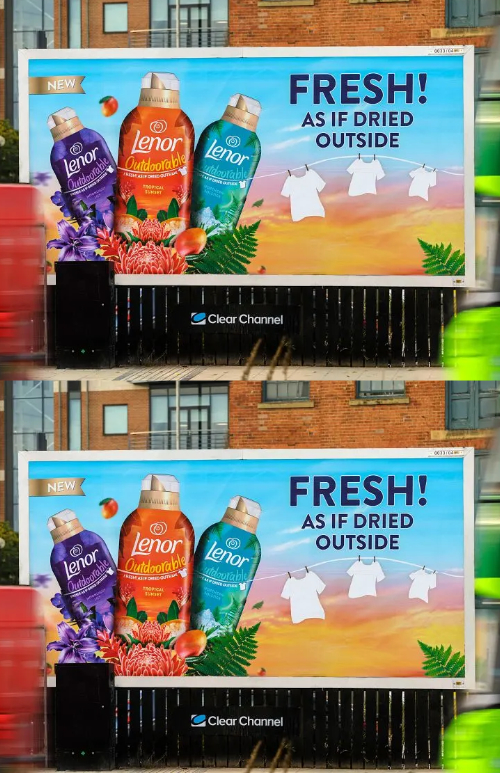 NEW
FRESH!
AS IF DRIED
OUTSIDE
Lenor
Outdoorable
Lenor
Outdoorable
TROPICAL
SUNSET
Lenor
Outdoorable
Clear Channel
NEW
FRESH!
AS IF DRIED
OUTSIDE
Lenor
Outdoorable
Lenor
Outdoorable
TROPICAL
SUNSET
Lenor
Outdoorable
Clear Channel